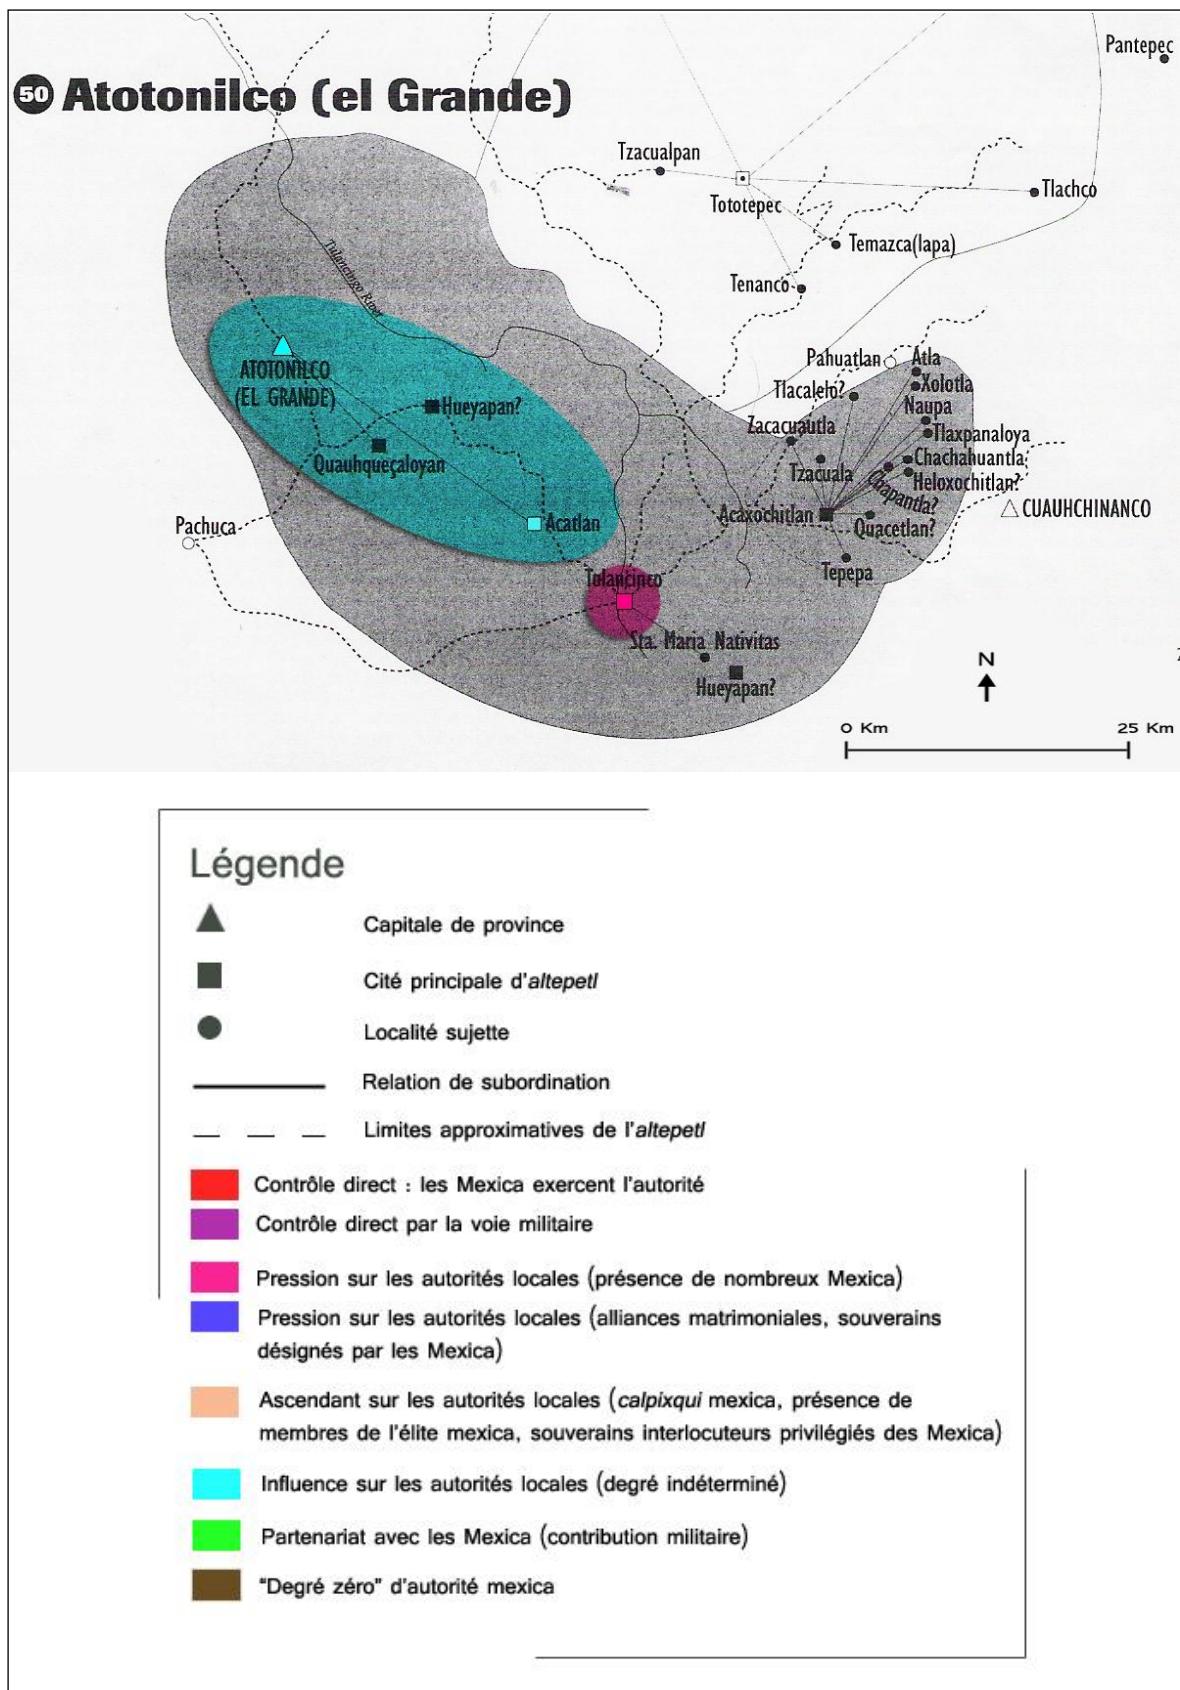 Pantepec
50 Atotonilco (el Grande)
Tzacualpan
Tototepec
Tlachco
Temazca(lapa)
Tenanco
Tulancingo River
Pahuatlan
Atla
Xolotla
Tlacalelo?
Naupa
ATOTONILCO
(EL GRANDE)
Hueyapan?
Zacacuautla
Tlaxpanaloya
Chachahuantla
Quauhqueçaloyan
Tzacuala
Heloxochitlan?
Cuapantla?
Pachuca
Acatlan
Acaxochitlan
Quacetlan?
CUAUHCHINANCO
Tulancinco
Tepepa
Sta. Maria Nativitas
Hueyapan?
N
0 Km
25 Km
Légende
Capitale de province
Cité principale d'altepetl
Localité sujette
Relation de subordination
Limites approximatives de l'altepetl
Contrôle direct : les Mexica exercent l'autorité
Contrôle direct par la voie militaire
Pression sur les autorités locales (présence de nombreux Mexica)
Pression sur les autorités locales (alliances matrimoniales, souverains
désignés par les Mexica)
Ascendant sur les autorités locales (calpixqui mexica, présence de
membres de l'élite mexica, souverains interlocuteurs privilégiés des Mexica)
Influence sur les autorités locales (degré indéterminé)
Partenariat avec les Mexica (contribution militaire)
"Degré zéro" d'autorité mexica